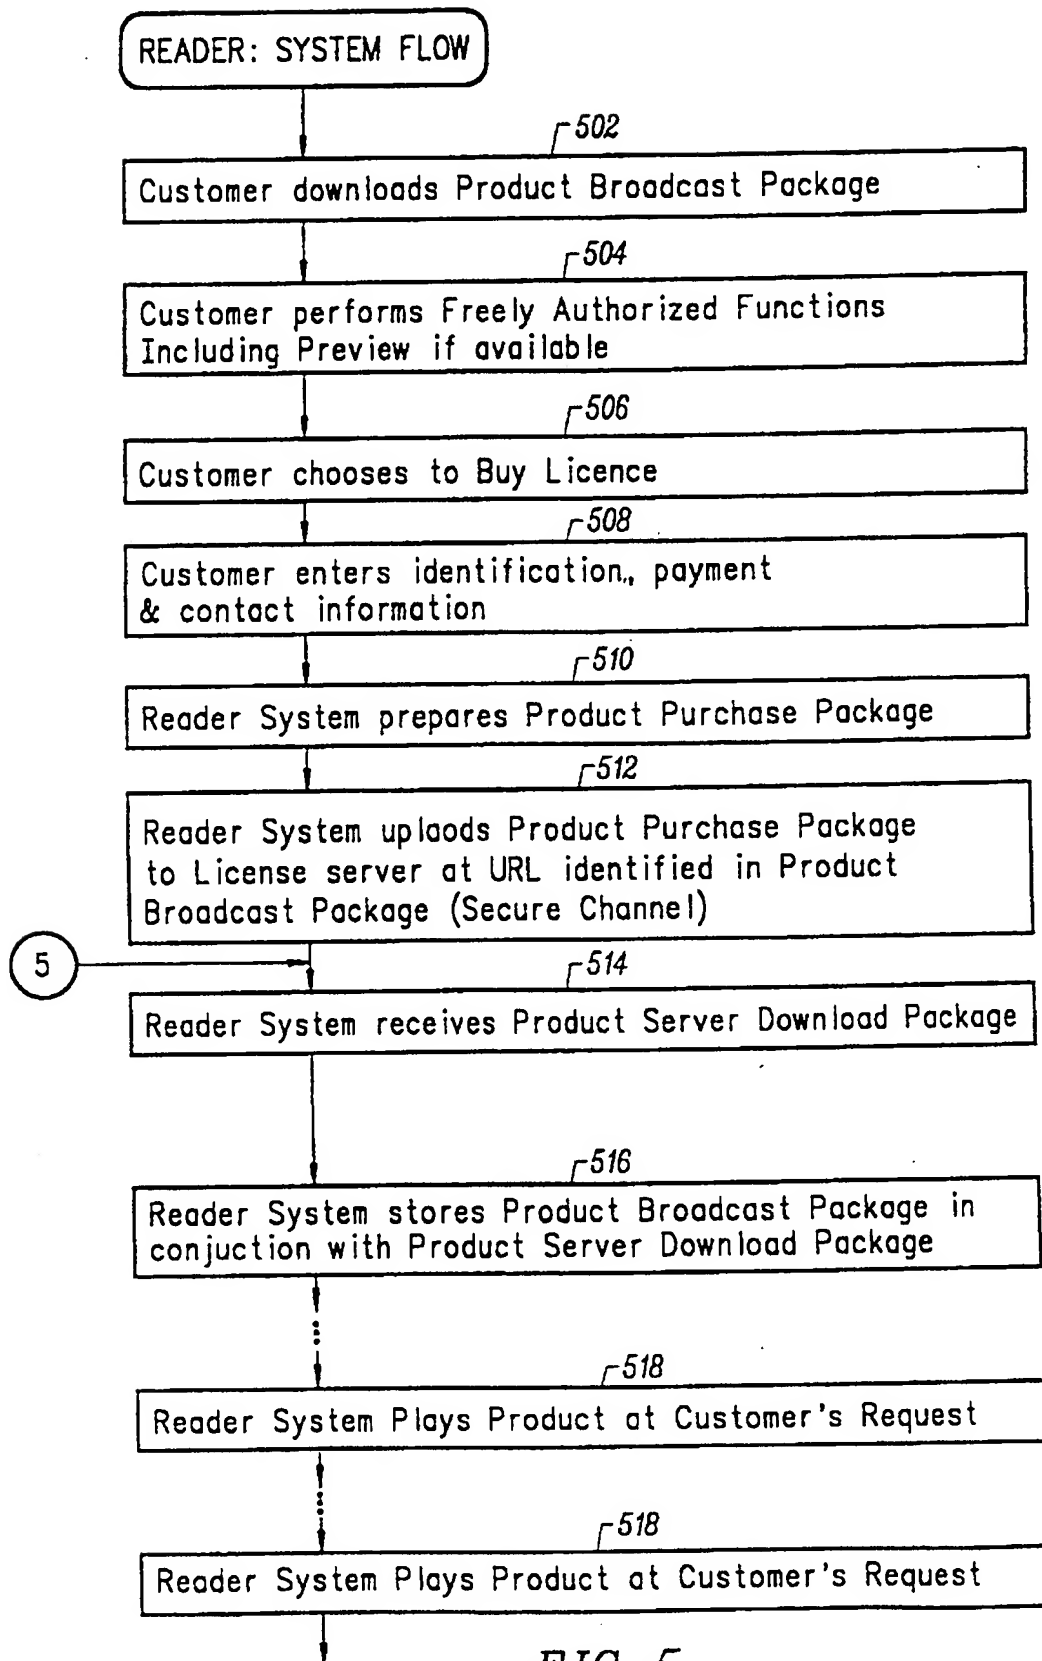 READER: SYSTEM FLOW
502
Customer downloads Product Broadcast Package
504
Customer performs Freely Authorized Functions
Including Preview if available
506
Customer chooses to Buy Licence
508
Customer enters identification,, payment
& contact information
510
Reader System prepares Product Purchase Package
512
Reader System uplaods Product Purchase Package
to License server at URL identified in Product
Broadcast Package (Secure Channel)
5
514
Reader System receives Product Server Download Package
516
Reader System stores Product Broadcast Package in
conjuction with Product Server Download Package
518
Reader System Plays Product at Customer's Request
518
Reader System Plays Product at Customer's Request
FIG. 5